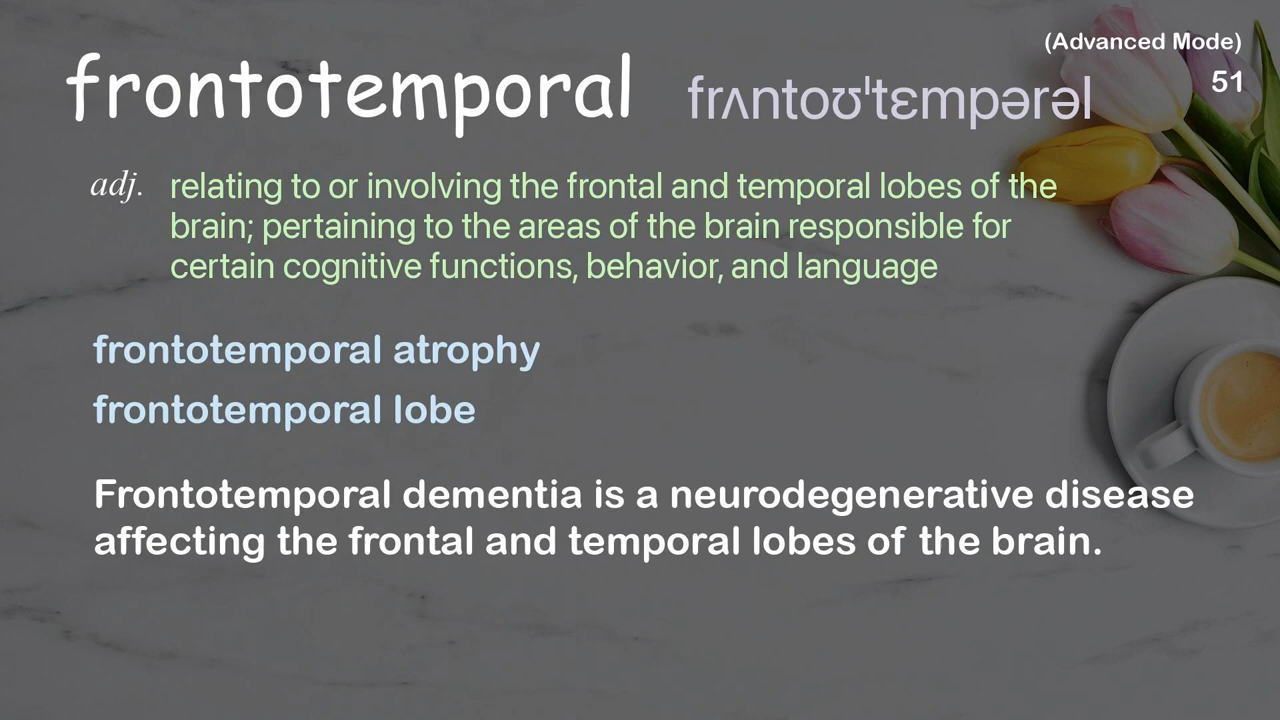 (Advanced Mode)
frontotemporal frʌntoʊˈtɛmpərəl 51
adj. relating to or involving the frontal and temporal lobes of the
brain; pertaining to the areas of the brain responsible for
certain cognitive functions, behavior, and language
frontotemporal atrophy
frontotemporal lobe
Frontotemporal dementia is a neurodegenerative disease
affecting the frontal and temporal lobes of the brain.